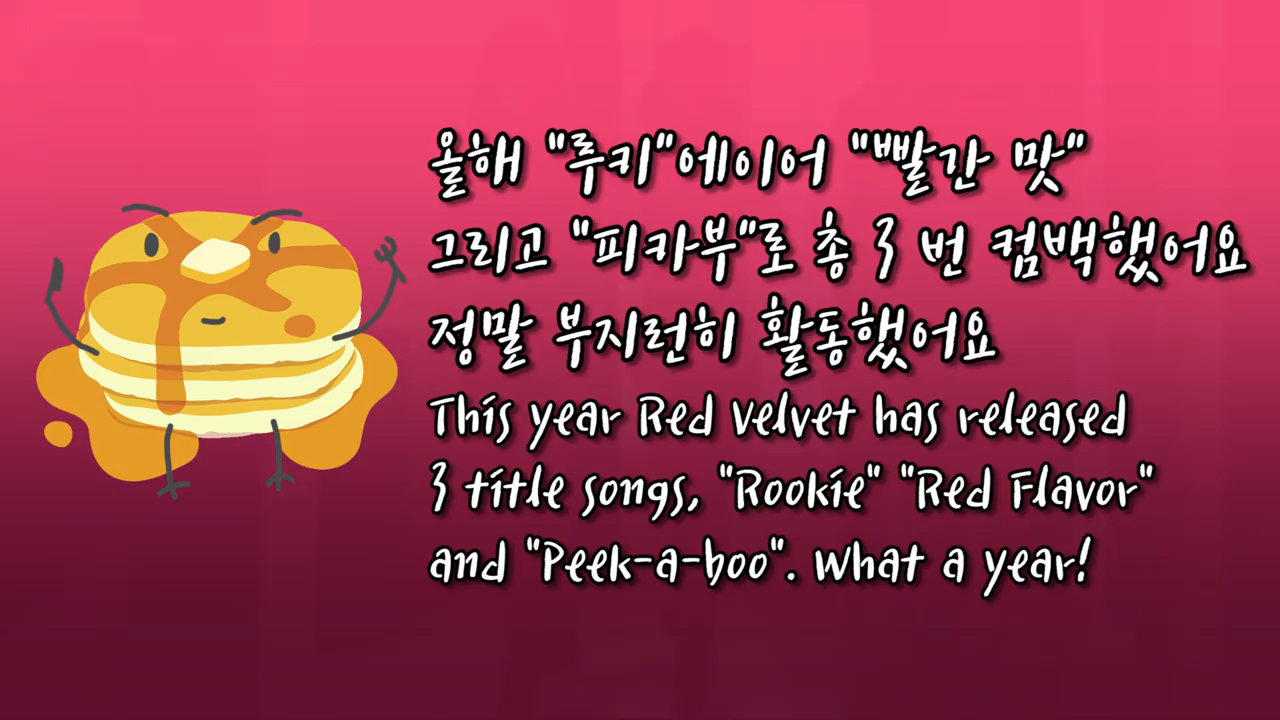 올해 "루키"에이어 "빨간 맛"
그리고 "피카부"로 총 3 번 컴백했어요
정말 부지런히 활동했어요
This year Red Velvet has released
3 title songs, "Rookie" "Red Flavor"
and "Peek-a-boo". What a year!